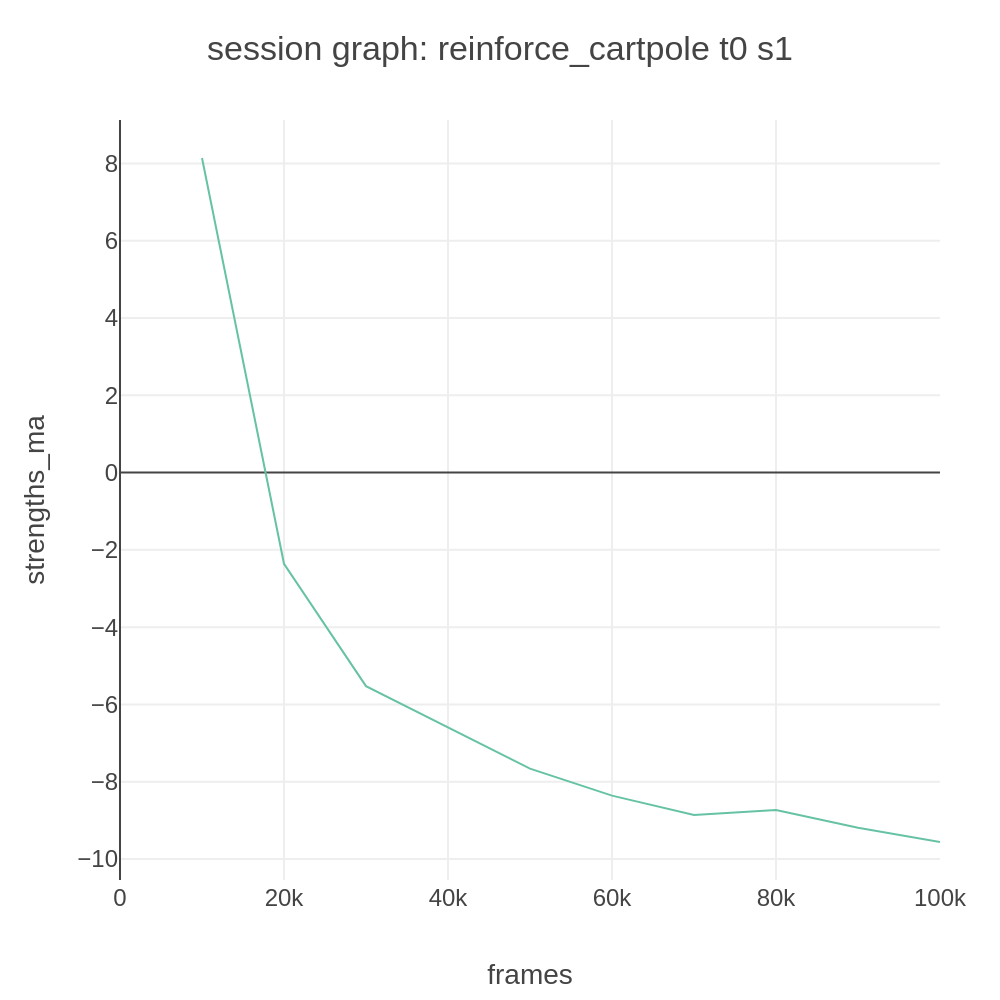 session graph: reinforce_cartpole t0 s1
8
6
4
2
0
−2
−4
−6
−8
−10
strengths_ma
0 20k 40k 60k 80k 100k
frames